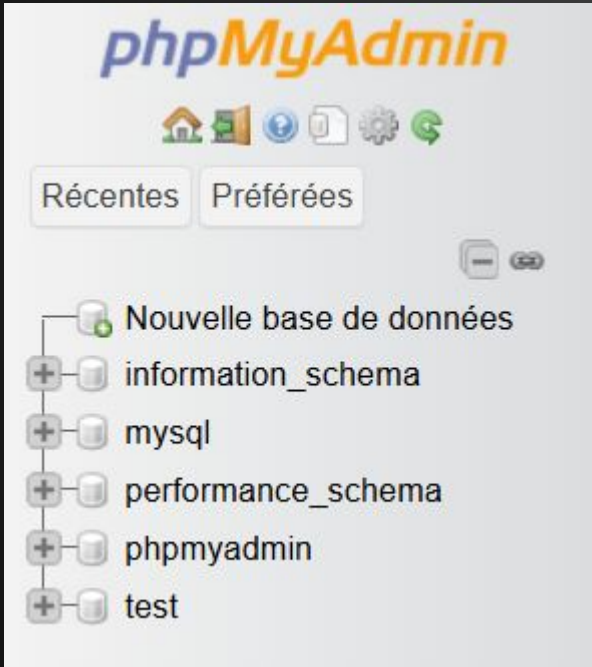 phpMyAdmin
Récentes Préférées
Nouvelle base de données
information_schema
mysql
performance_schema
phpmyadmin
test